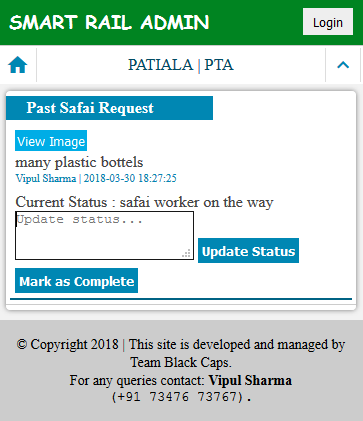 SMART RAIL ADMIN
Login
PATIALA | PTA
Past Safai Request
View Image
many plastic bottels
Vipul Sharma | 2018-03-30 18:27:25
Current Status : safai worker on the way
Update status...
Update Status
Mark as Complete
© Copyright 2018 | This site is developed and managed by
Team Black Caps.
For any queries contact: Vipul Sharma
(+91 73476 73767).